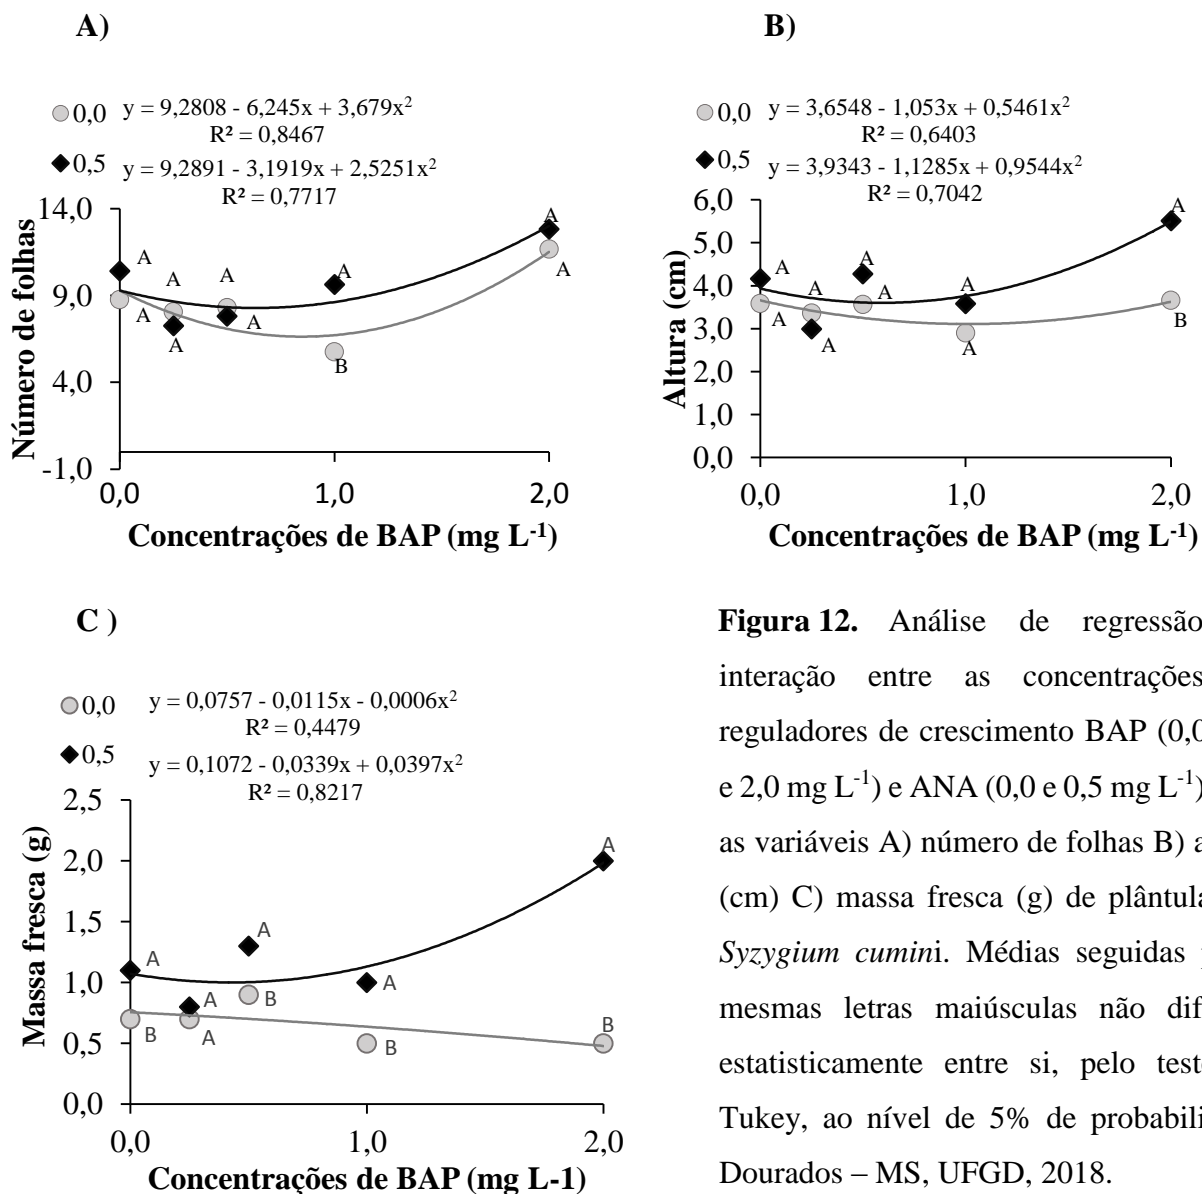 A)
0,0 y = 9,2808 - 6,245x + 3,679x²
R² = 0,8467
0,5 y = 9,2891 - 3,1919x + 2,5251x²
R² = 0,7717
14,0
9,0
4,0
-1,0
Número de folhas
A
A
A
A
A
A
A
A
B
A
0,0
1,0
2,0
Concentrações de BAP (mg L-1)
B)
0,0 y = 3,6548 - 1,053x + 0,5461x²
R² = 0,6403
0,5 y = 3,9343 - 1,1285x + 0,9544x²
R² = 0,7042
6,0
5,0
4,0
3,0
2,0
1,0
0,0
Altura (cm)
A
A
A
A
A
A
A
A
A
B
0,0
1,0
2,0
Concentrações de BAP (mg L-1)
C )
0,0 y = 0,0757 - 0,0115x - 0,0006x²
R² = 0,4479
0,5 y = 0,1072 - 0,0339x + 0,0397x²
R² = 0,8217
2,5
2,0
1,5
1,0
0,5
0,0
Massa fresca (g)
A
B
A
A
A
B
A
B
A
B
0,0
1,0
2,0
Concentrações de BAP (mg L-1)
Figura 12. Análise de regressão
interação entre as concentrações
reguladores de crescimento BAP (0,0
e 2,0 mg L-1) e ANA (0,0 e 0,5 mg L-1)
as variáveis A) número de folhas B) a
(cm) C) massa fresca (g) de plântula
Syzygium cumini. Médias seguidas
mesmas letras maiúsculas não dif
estatisticamente entre si, pelo test
Tukey, ao nível de 5% de probabili
Dourados – MS, UFGD, 2018.